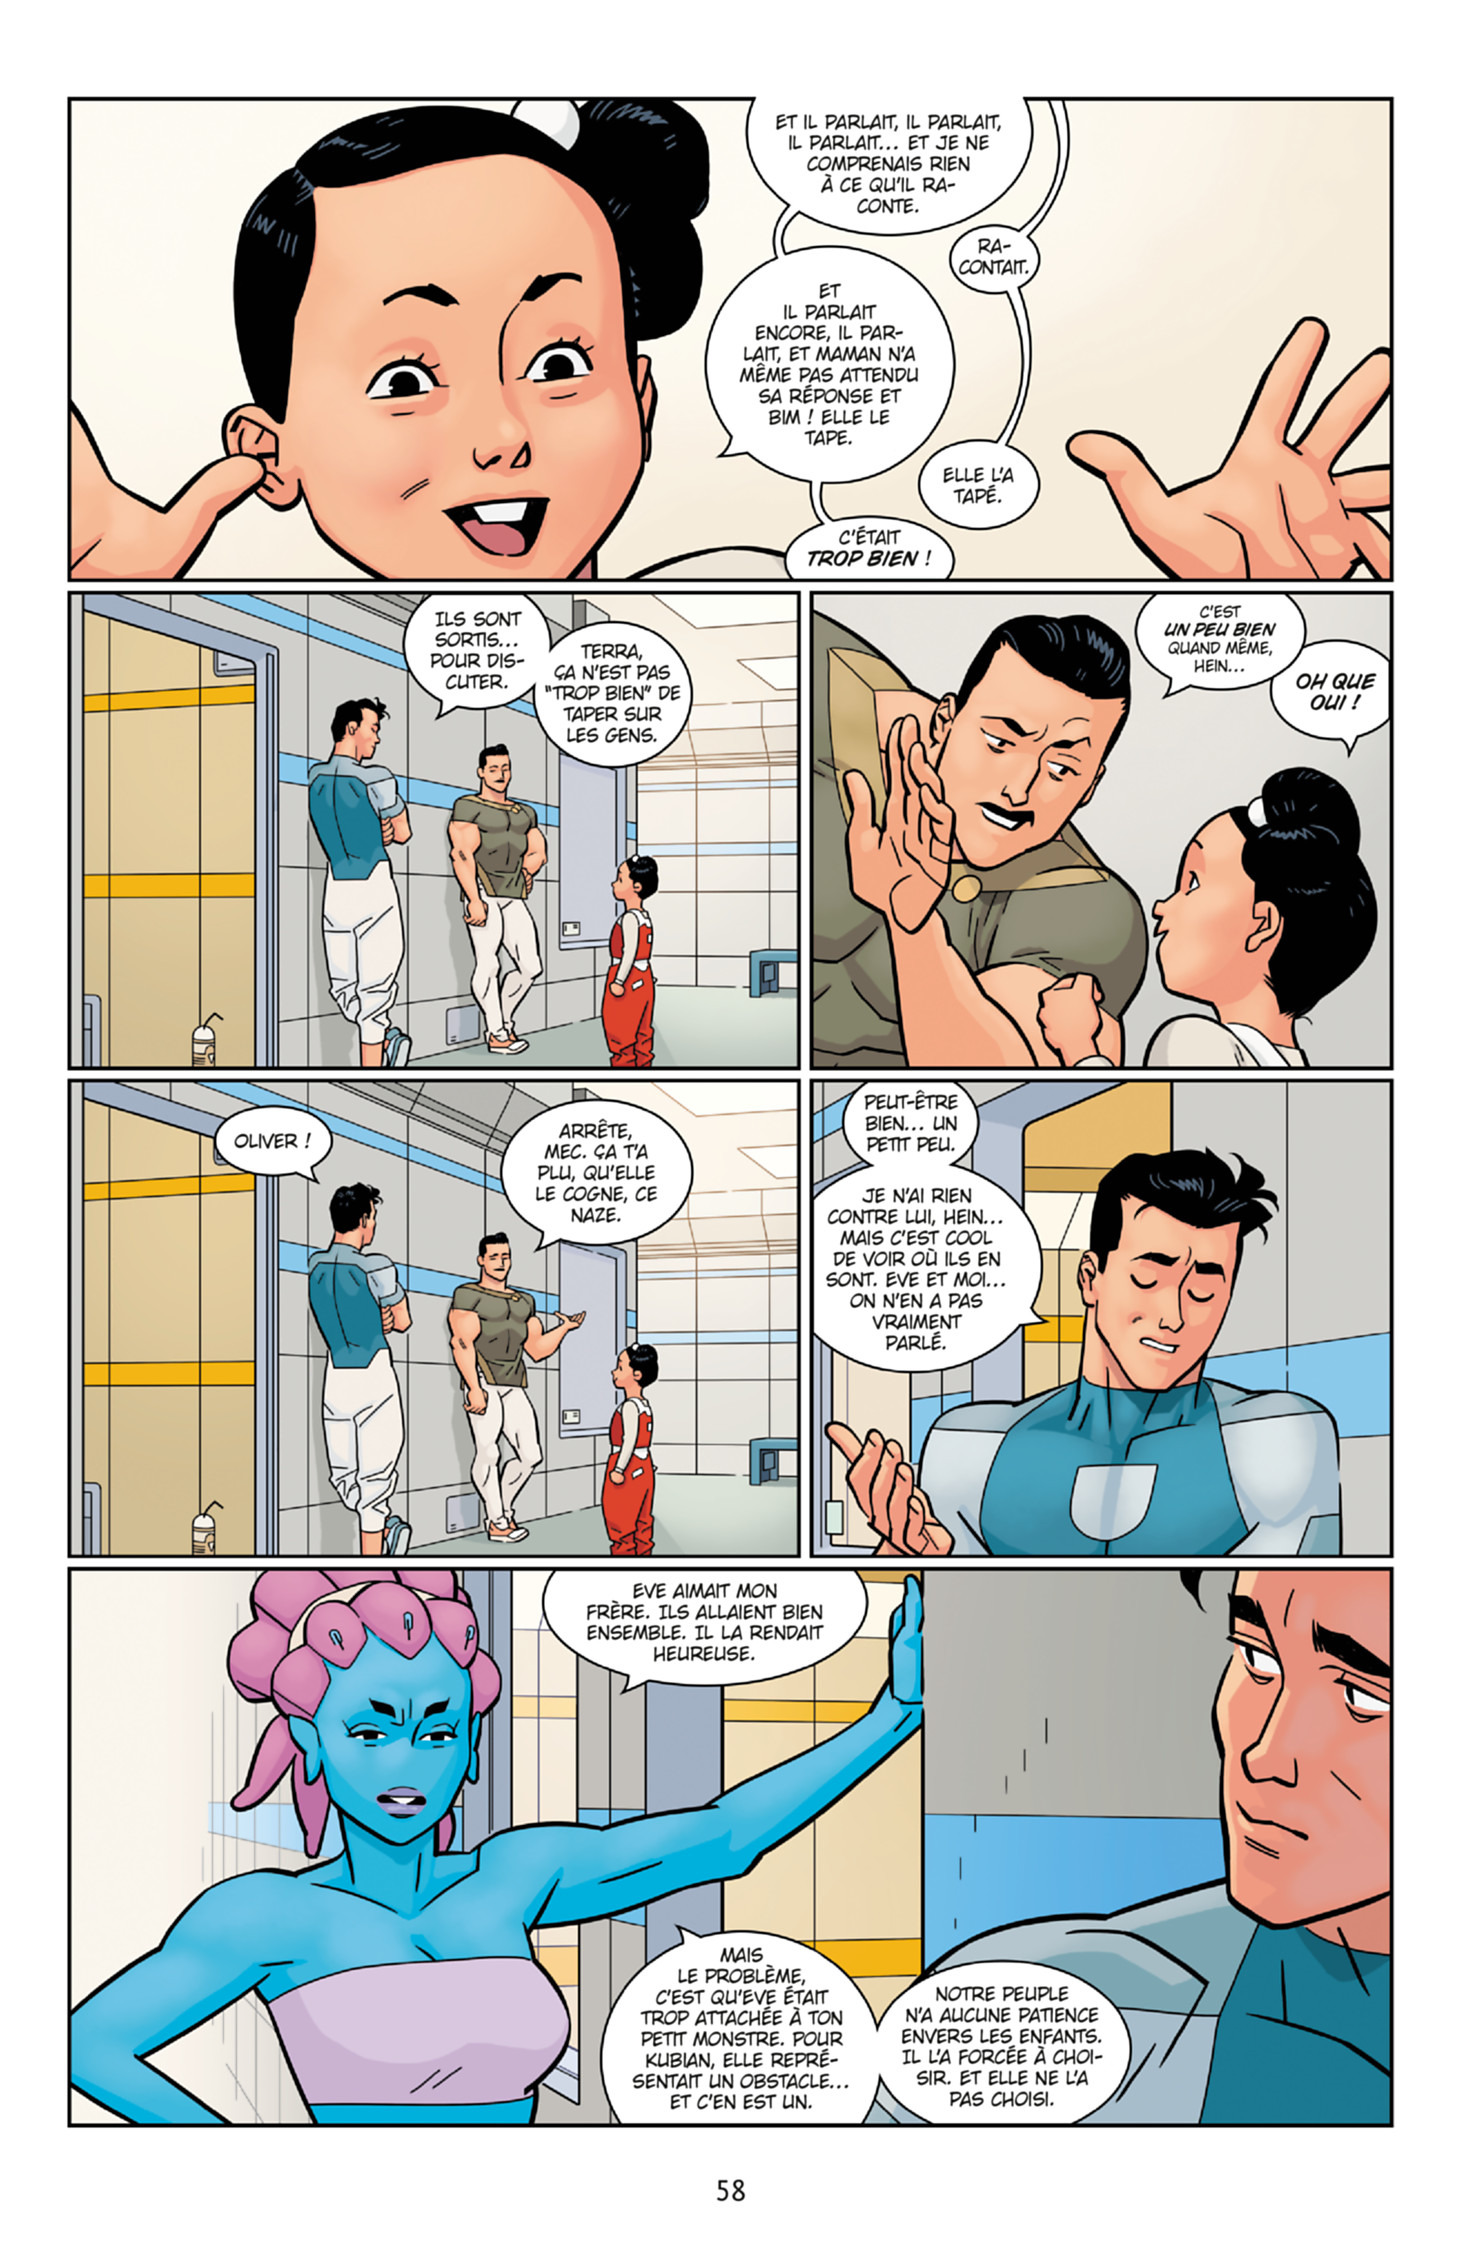 ET IL PARLAIT, IL PARLAIT,
IL PARLAIT... ET JE NE
COMPRENAIS RIEN
À CE QU'IL RA-
CONTE.
RA-
CONTAIT.
ET
IL PARLAIT
ENCORE, IL PAR-
LAIT, ET MAMAN N'A
MÊME PAS ATTENDU
SA RÉPONSE ET
BIM ! ELLE LE
TAPE.
ELLE L'A
TAPÉ.
C'ÉTAIT
TROP BIEN !
ILS SONT
SORTIS...
POUR DIS-
CUTER.
TERRA,
ÇA N'EST PAS
"TROP BIEN" DE
TAPER SUR
LES GENS.
C'EST
UN PEU BIEN
QUAND MÊME,
HEIN...
OH QUE
OUI !
OLIVER !
ARRÊTE,
MEC. ÇA T'A
PLU, QU'ELLE
LE COGNE, CE
NAZE.
PEUT-ÊTRE
BIEN... UN
PETIT PEU.
JE N'AI RIEN
CONTRE LUI, HEIN...
MAIS C'EST COOL
DE VOIR OÙ ILS EN
SONT. EVE ET MOI...
ON N'EN A PAS
VRAIMENT
PARLÉ.
EVE AIMAIT MON
FRÈRE. ILS ALLAIENT BIEN
ENSEMBLE. IL LA RENDAIT
HEUREUSE.
MAIS
LE PROBLÈME,
C'EST QU'EVE ÉTAIT
TROP ATTACHÉE À TON
PETIT MONSTRE. POUR
KUBIAN, ELLE REPRÉ-
SENTAIT UN OBSTACLE...
ET C'EN EST UN.
NOTRE PEUPLE
N'A AUCUNE PATIENCE
ENVERS LES ENFANTS.
IL L'A FORCÉE À CHOI-
SIR. ET ELLE NE L'A
PAS CHOISI.
58